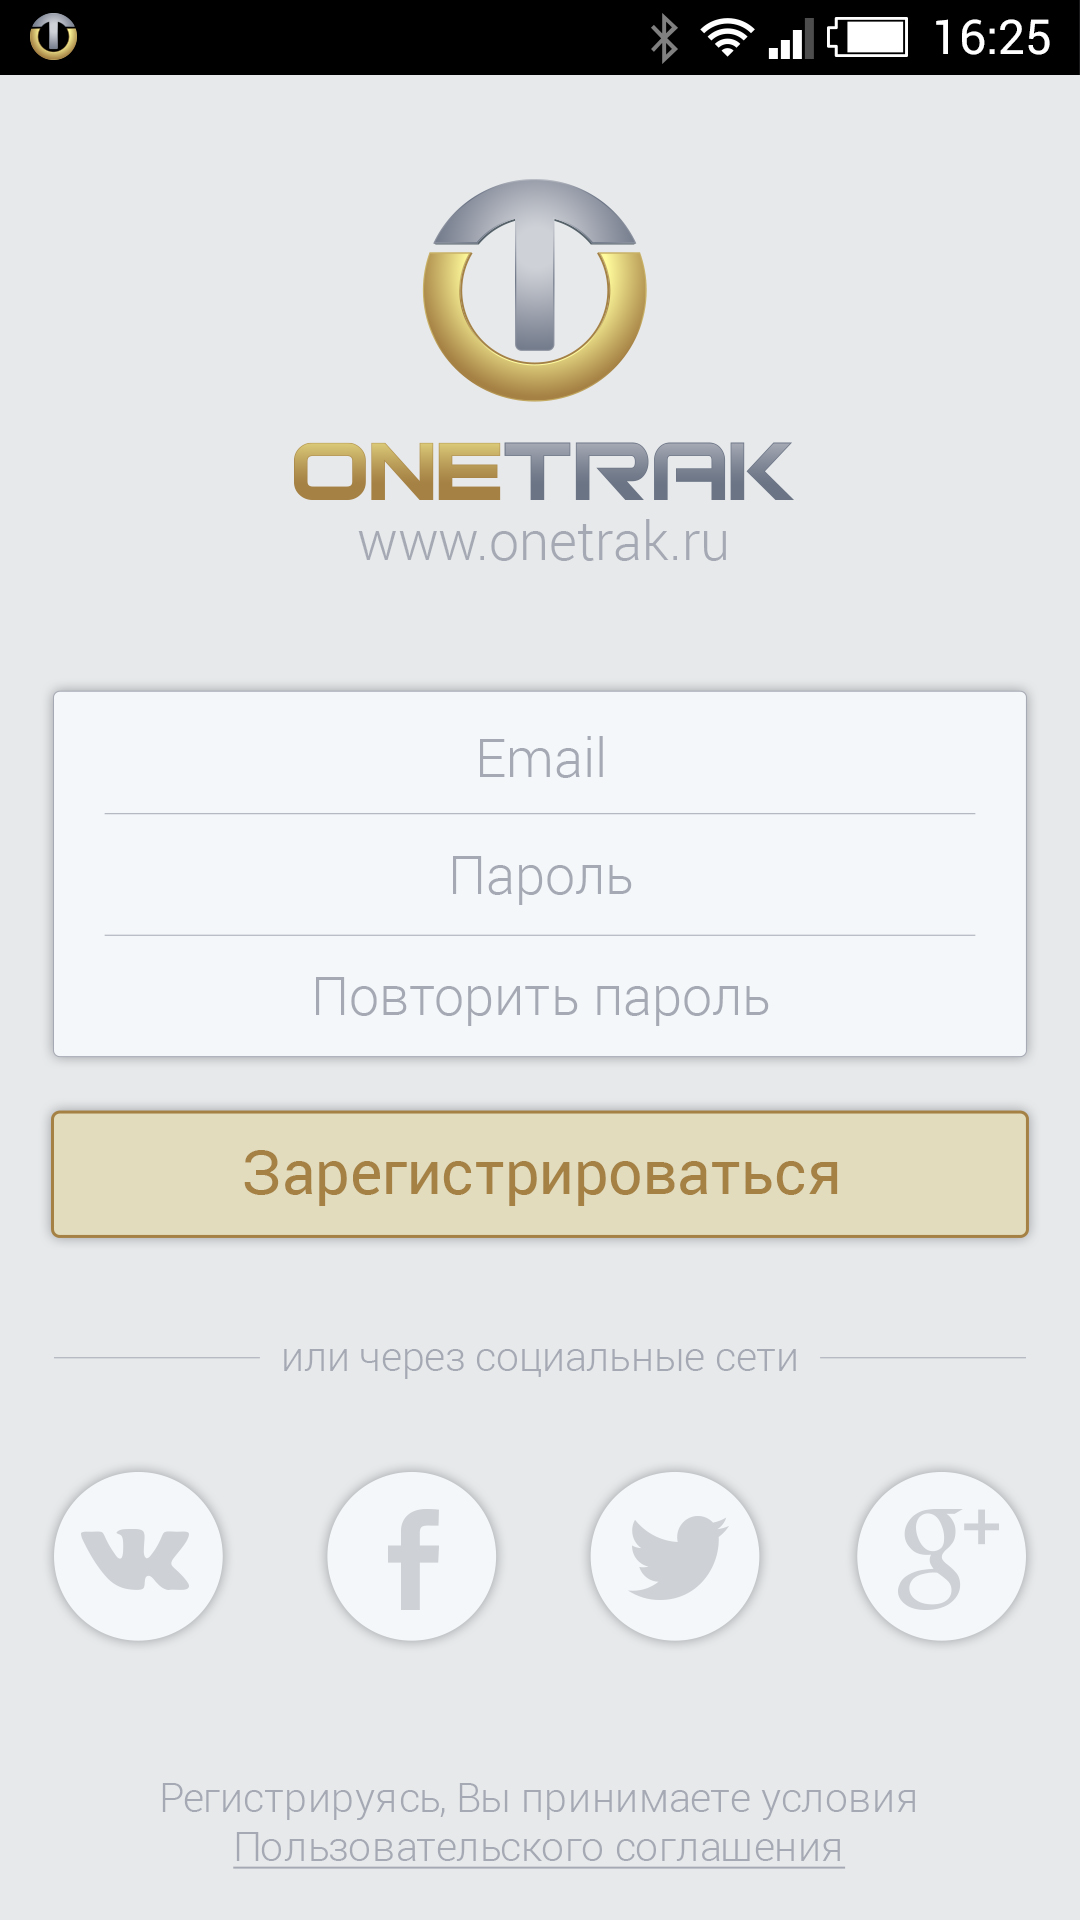 16:25
ONETRAK
www.onetrak.ru
Email
Пароль
Повторить пароль
Зарегистрироваться
или через социальные сети
Регистрируясь, Вы принимаете условия
Пользовательского соглашения